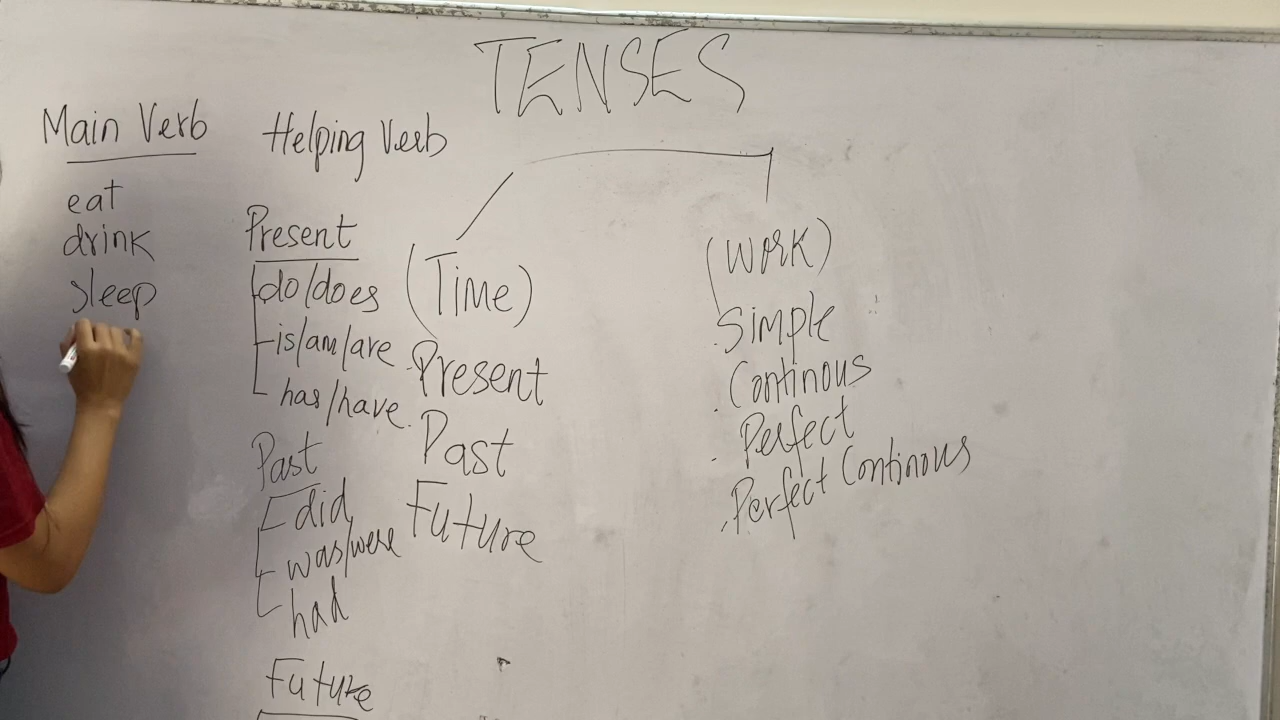 TENSES
Main Verb
eat
drink
sleep
Helping Verb
Present
do/does
is/am/are
has/have
Past
did
was/were
had
Future
(Time)
Present
Past
Future
(WORK)
Simple
Continous
Perfect
Perfect Continous